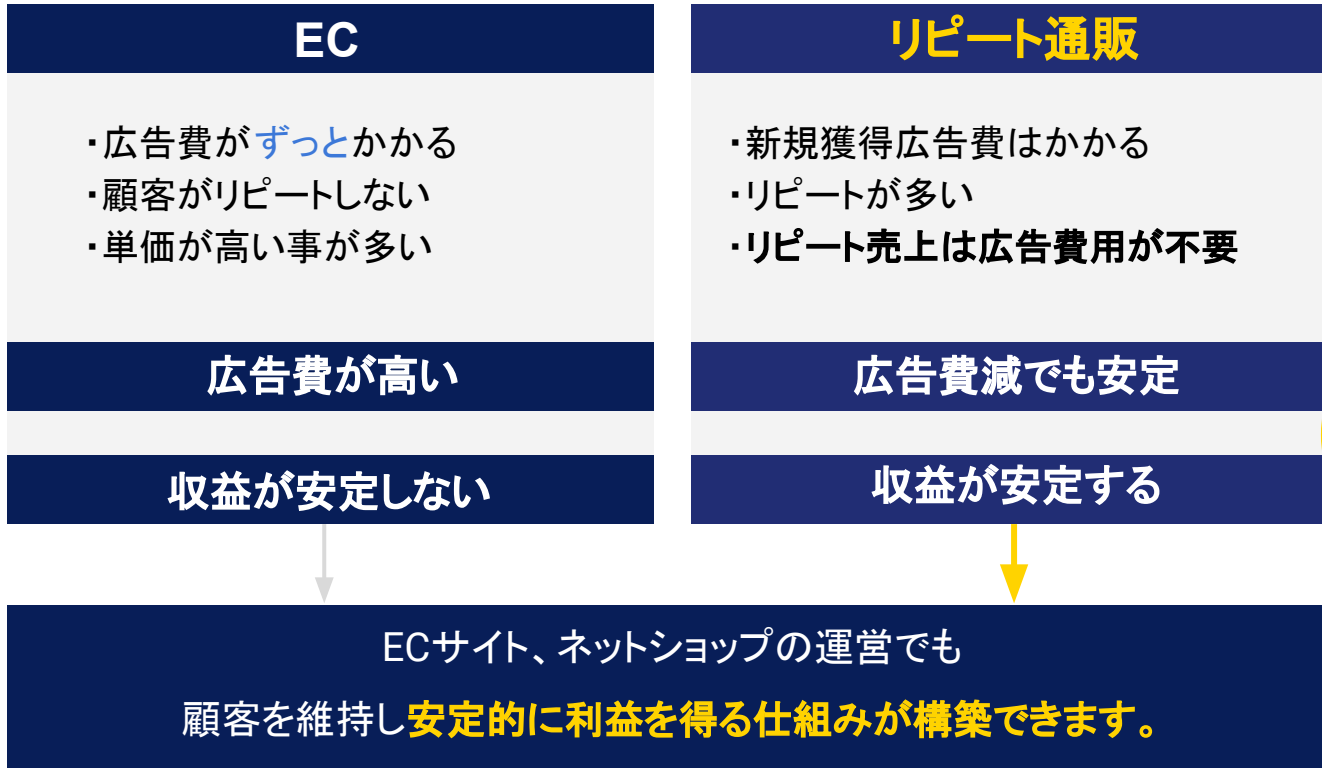 EC
・広告費がずっとかかる
・顧客がリピートしない
・単価が高い事が多い
広告費が高い
収益が安定しない
リピート通販
・新規獲得広告費はかかる
・リピートが多い
・リピート売上は広告費用が不要
広告費減でも安定
収益が安定する
ECサイト、ネットショップの運営でも
顧客を維持し安定的に利益を得る仕組みが構築できます。